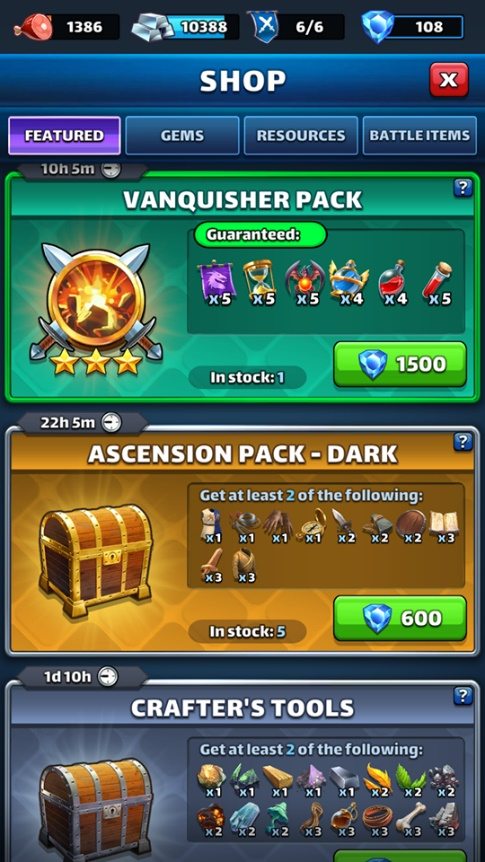 1386 10388 6/6 108
SHOP X
FEATURED GEMS RESOURCES BATTLE ITEMS
10h 5m
VANQUISHER PACK ?
Guaranteed:
x5 x5 x5 x4 x4 x5
In stock: 1
1500
22h 5m
ASCENSION PACK - DARK ?
Get at least 2 of the following:
x1 x1 x1 x1 x2 x2 x2 x3
x3 x3
In stock: 5
600
1d 10h
CRAFTER'S TOOLS ?
Get at least 2 of the following:
x1 x1 x1 x1 x1 x2 x2 x2
x2 x2 x2 x3 x3 x3 x3 x3